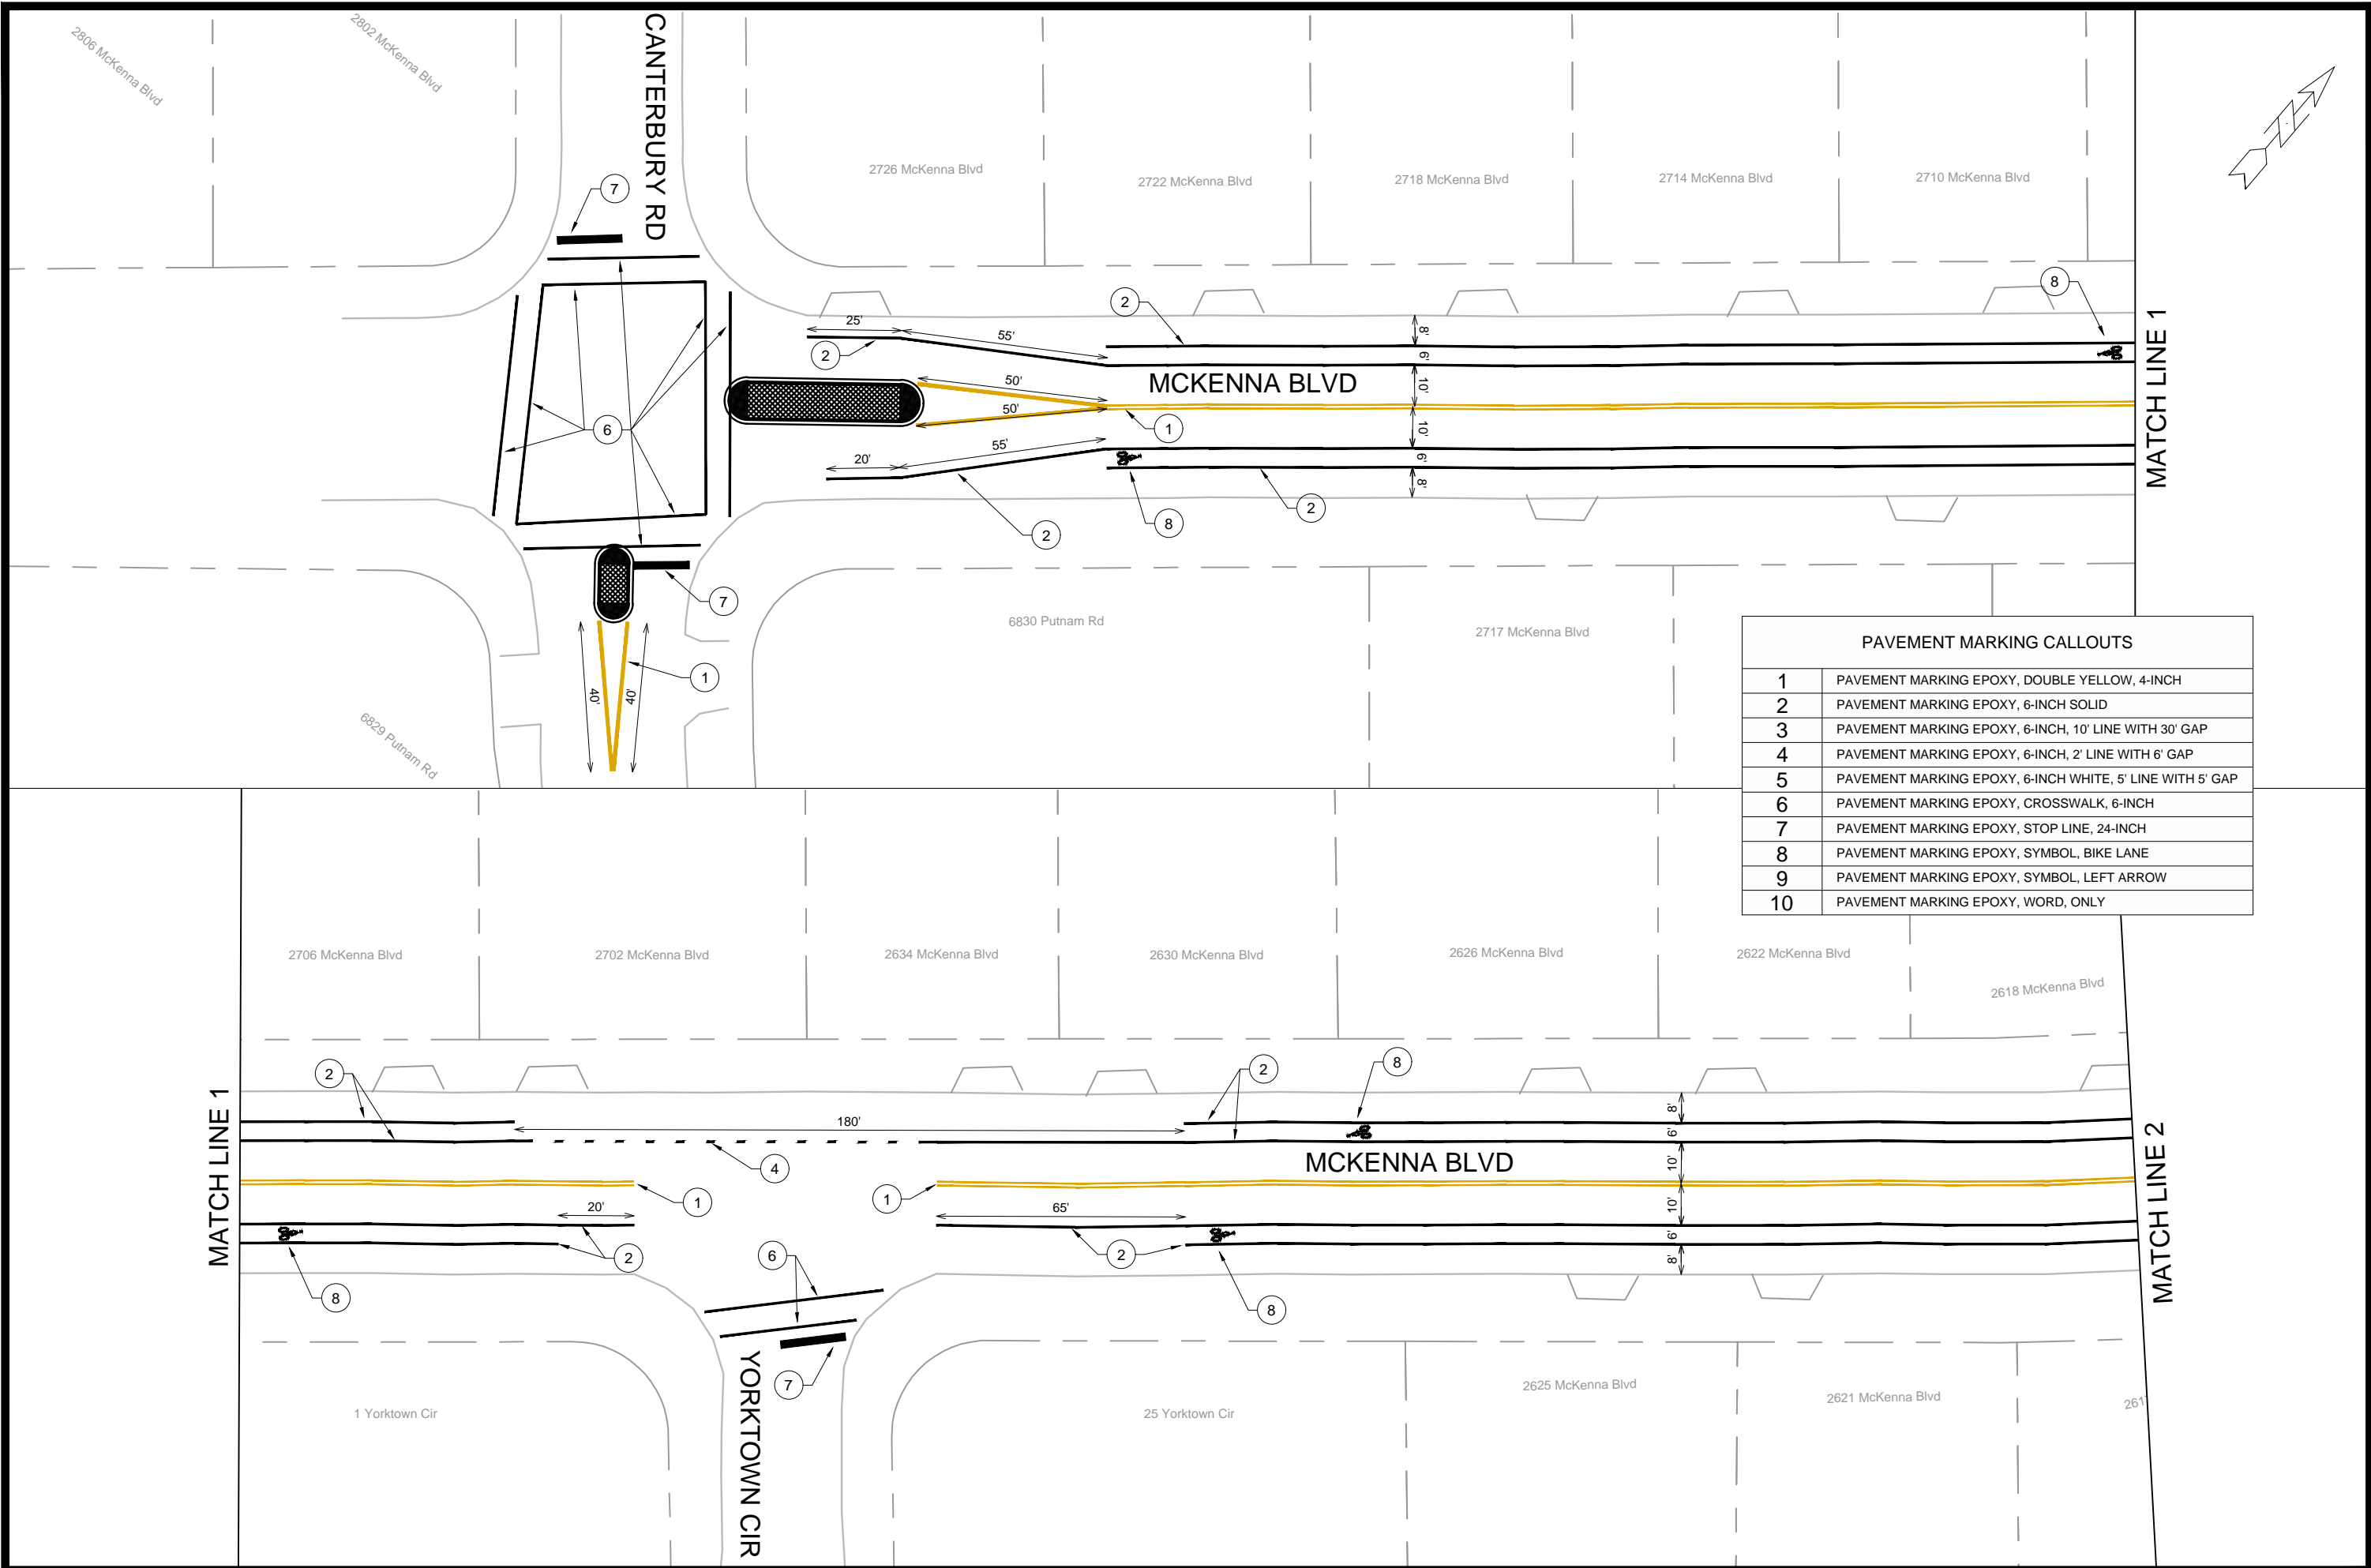 2806 McKenna Blvd
2802 McKenna Blvd
CANTERBURY RD
2726 McKenna Blvd
2722 McKenna Blvd
2718 McKenna Blvd
2714 McKenna Blvd
2710 McKenna Blvd
7
8
2
25'
55'
2
8'
6'
50'
MCKENNA BLVD
10'
50'
1
10'
6
55'
20'
6'
8'
2
8
2
MATCH LINE 1
7
6830 Putnam Rd
2717 McKenna Blvd
1
40'
40'
6829 Putnam Rd
PAVEMENT MARKING CALLOUTS
1 PAVEMENT MARKING EPOXY, DOUBLE YELLOW, 4-INCH
2 PAVEMENT MARKING EPOXY, 6-INCH SOLID
3 PAVEMENT MARKING EPOXY, 6-INCH, 10' LINE WITH 30' GAP
4 PAVEMENT MARKING EPOXY, 6-INCH, 2' LINE WITH 6' GAP
5 PAVEMENT MARKING EPOXY, 6-INCH WHITE, 5' LINE WITH 5' GAP
6 PAVEMENT MARKING EPOXY, CROSSWALK, 6-INCH
7 PAVEMENT MARKING EPOXY, STOP LINE, 24-INCH
8 PAVEMENT MARKING EPOXY, SYMBOL, BIKE LANE
9 PAVEMENT MARKING EPOXY, SYMBOL, LEFT ARROW
10 PAVEMENT MARKING EPOXY, WORD, ONLY
2706 McKenna Blvd
2702 McKenna Blvd
2634 McKenna Blvd
2630 McKenna Blvd
2626 McKenna Blvd
2622 McKenna Blvd
2618 McKenna Blvd
2
2
8
8'
180'
6'
MATCH LINE 1
4
MCKENNA BLVD
10'
1
1
10'
20'
65'
6'
2
6
2
8'
8
8
MATCH LINE 2
7
YORKTOWN CIR
1 Yorktown Cir
25 Yorktown Cir
2625 McKenna Blvd
2621 McKenna Blvd
261